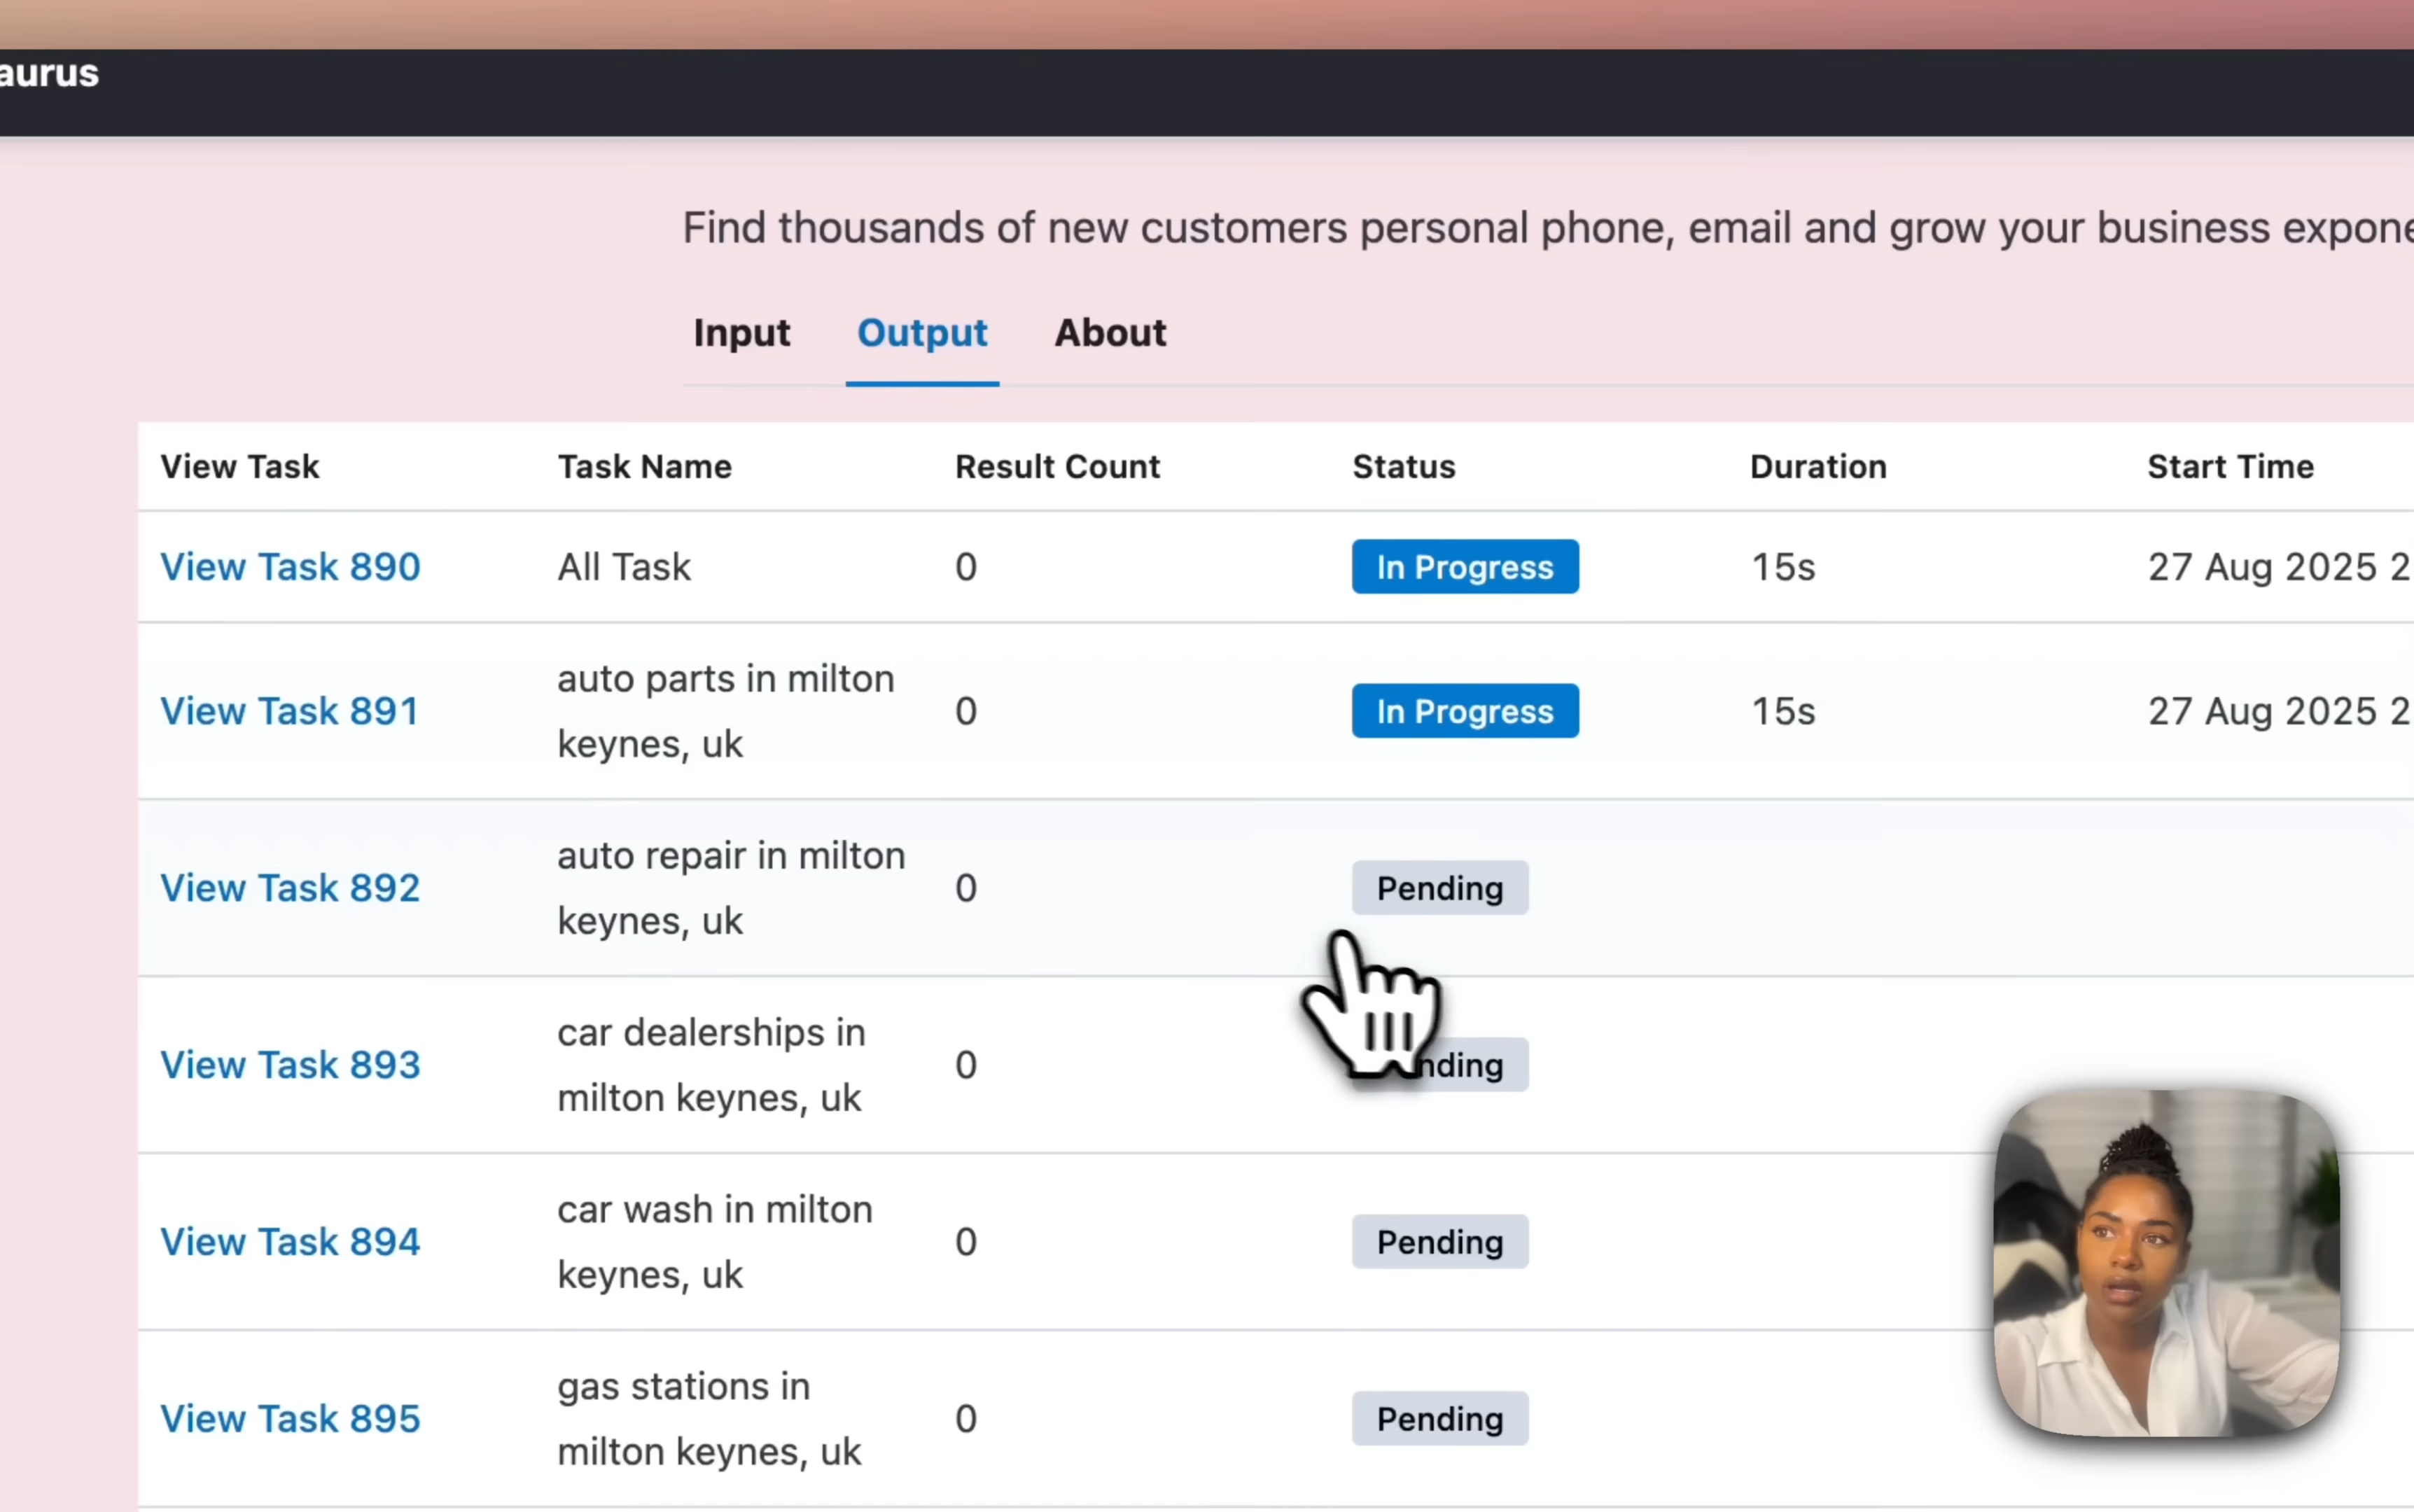 aurus
Find thousands of new customers personal phone, email and grow your business expone
Input Output About
View Task Task Name Result Count Status Duration Start Time
View Task 890 All Task 0 In Progress 15s 27 Aug 2025 2
View Task 891 auto parts in milton keynes, uk 0 In Progress 15s 27 Aug 2025 2
View Task 892 auto repair in milton keynes, uk 0 Pending
View Task 893 car dealerships in milton keynes, uk 0 nding
View Task 894 car wash in milton keynes, uk 0 Pending
View Task 895 gas stations in milton keynes, uk 0 Pending